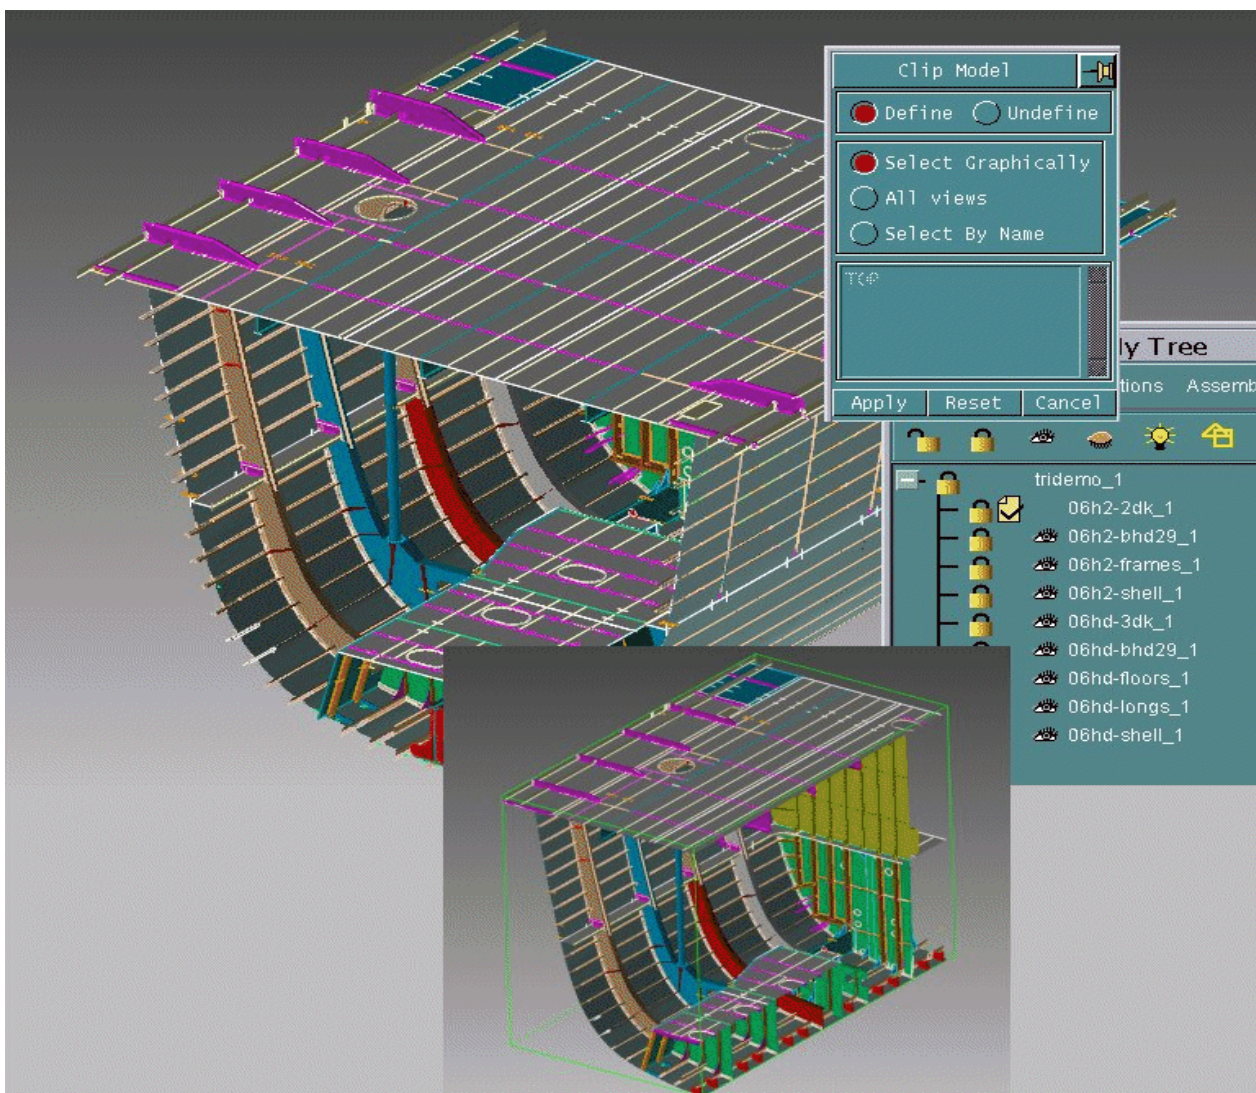 Clip Model
Define Undefine
Select Graphically
All views
Select By Name
TOP
Apply Reset Cancel
ly Tree
tions Assemb
tridemo_1
06h2-2dk_1
06h2-bhd29_1
06h2-frames_1
06h2-shell_1
06hd-3dk_1
06hd-bhd29_1
06hd-floors_1
06hd-longs_1
06hd-shell_1